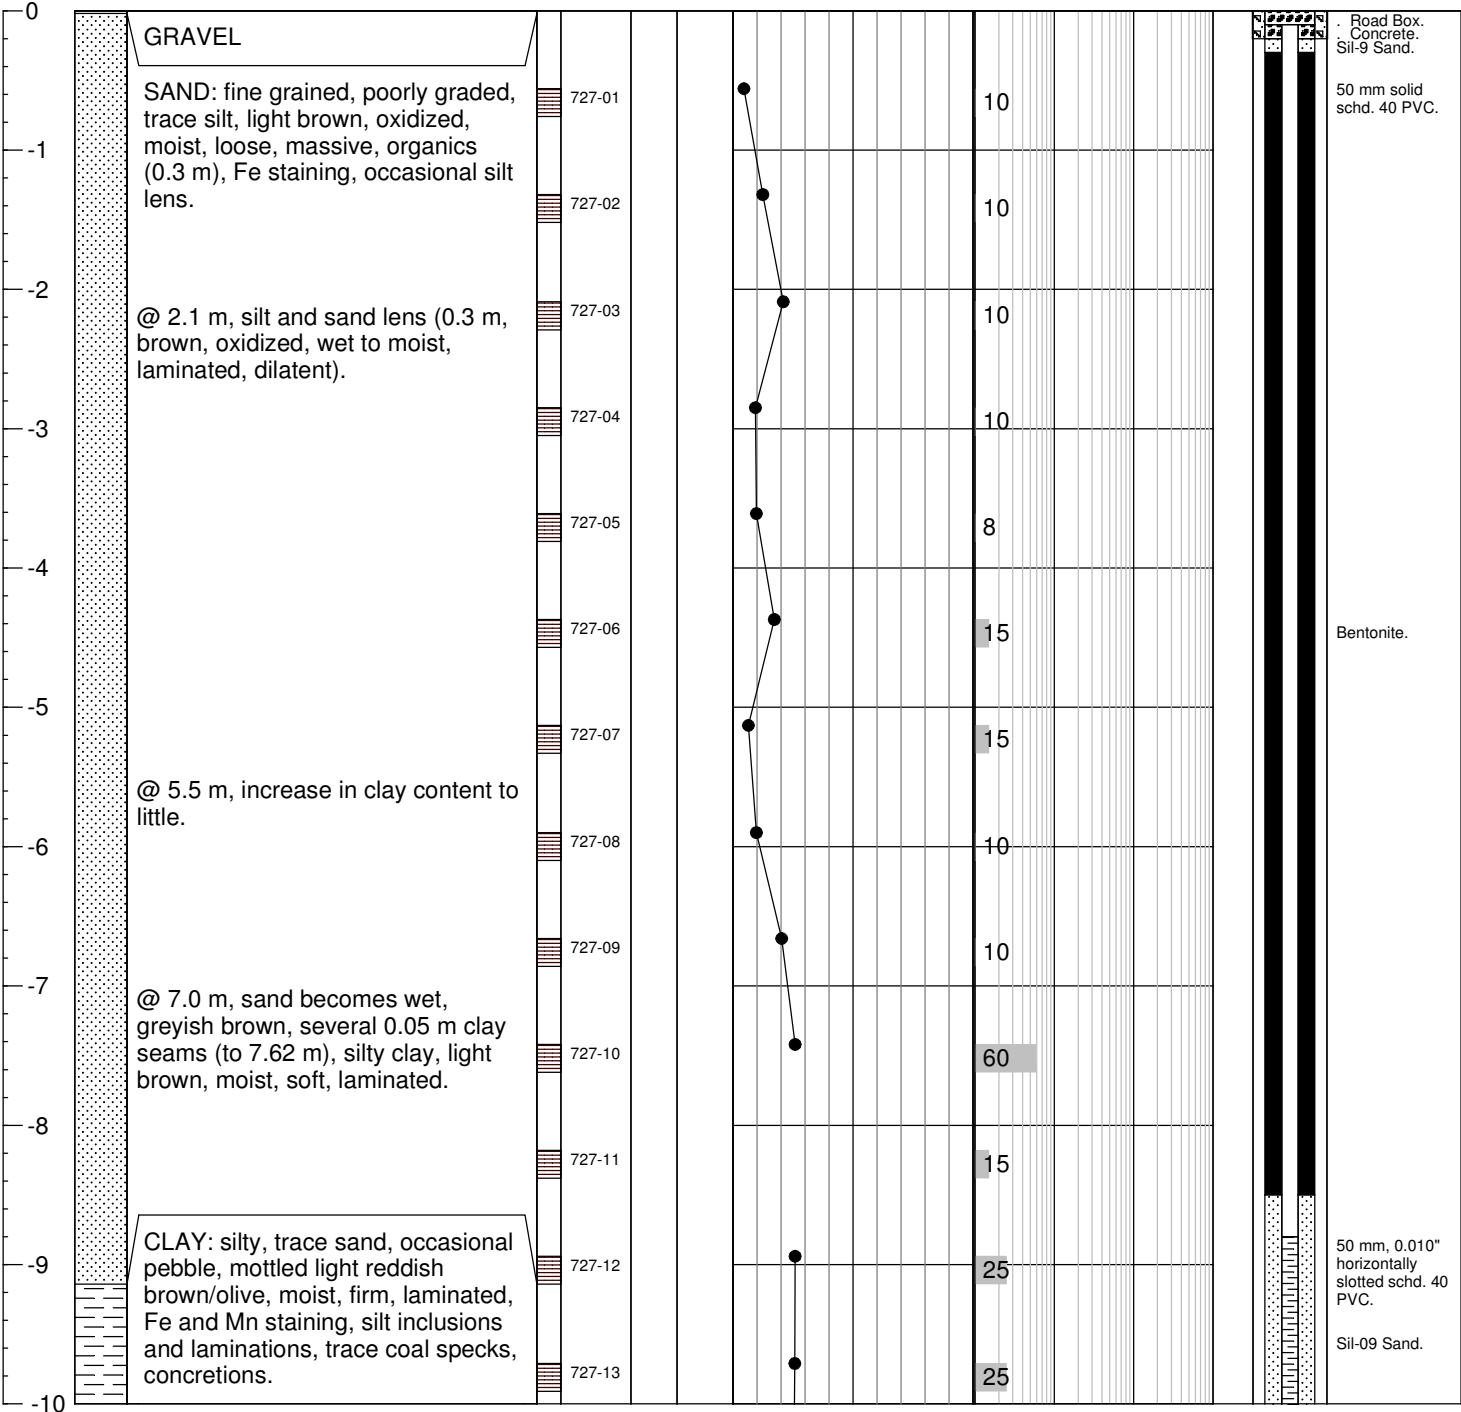 0
-1
-2
-3
-4
-5
-6
-7
-8
-9
-10
GRAVEL
SAND: fine grained, poorly graded,
trace silt, light brown, oxidized,
moist, loose, massive, organics
(0.3 m), Fe staining, occasional silt
lens.
@ 2.1 m, silt and sand lens (0.3 m,
brown, oxidized, wet to moist,
laminated, dilatent).
@ 5.5 m, increase in clay content to
little.
@ 7.0 m, sand becomes wet,
greyish brown, several 0.05 m clay
seams (to 7.62 m), silty clay, light
brown, moist, soft, laminated.
CLAY: silty, trace sand, occasional
pebble, mottled light reddish
brown/olive, moist, firm, laminated,
Fe and Mn staining, silt inclusions
and laminations, trace coal specks,
concretions.
727-01
727-02
727-03
727-04
727-05
727-06
727-07
727-08
727-09
727-10
727-11
727-12
727-13
10
10
10
10
8
15
15
10
10
60
15
25
25
. Road Box.
. Concrete.
Sil-9 Sand.
50 mm solid
schd. 40 PVC.
Bentonite.
50 mm, 0.010"
horizontally
slotted schd. 40
PVC.
Sil-09 Sand.